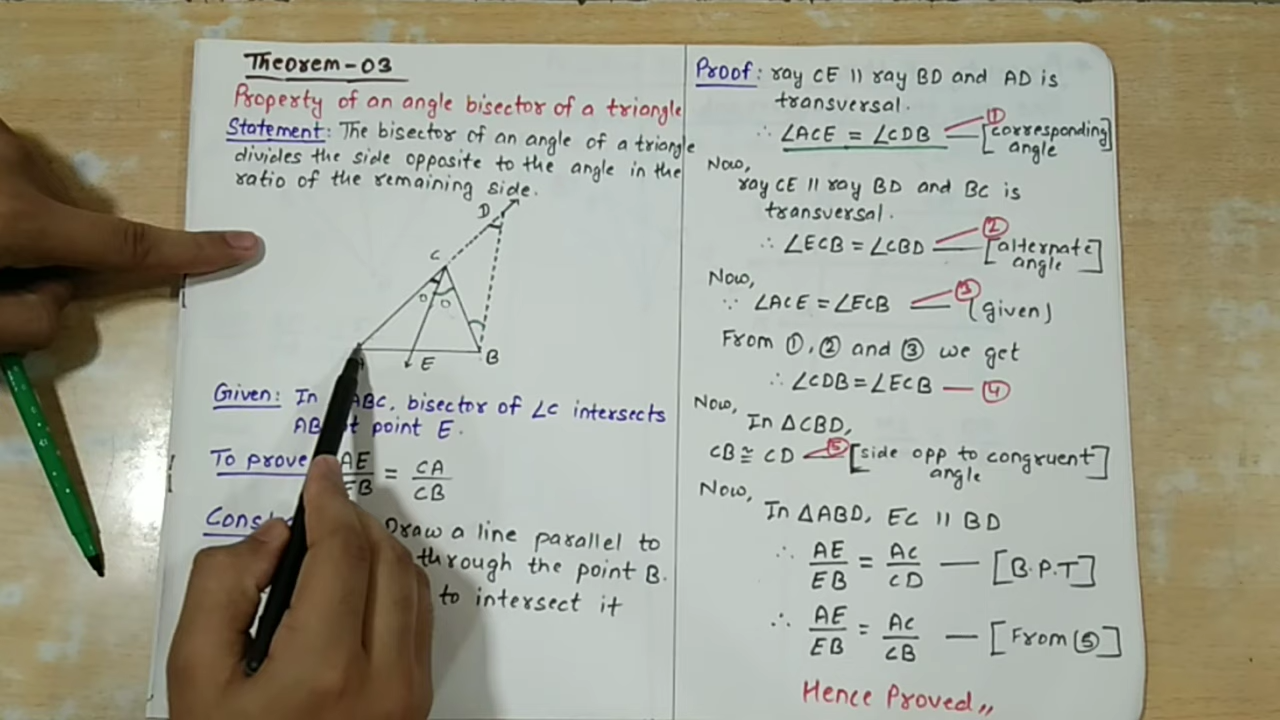 Theorem-03
Property of an angle bisector of a triangle
Statement: The bisector of an angle of a triangle
divides the side opposite to the angle in the
ratio of the remaining side.
D
C
E
B
Given: In ABC, bisector of ∠C intersects
AB point E.
To prove AE/EB = CA/CB
Draw a line parallel to
through the point B.
to intersect it
Proof: ray CE || ray BD and AD is
transversal.
∴ ∠ACE = ∠CDB — ① [corresponding
angle]
Now,
ray CE || ray BD and BC is
transversal.
∴ ∠ECB = ∠CBD — ② [alternate
angle]
Now,
∵ ∠ACE = ∠ECB — ③ (given)
From ①, ② and ③ we get
∴ ∠CDB = ∠ECB — ④
Now,
In ΔCBD,
CB ≅ CD — ⑤ [side opp to congruent
angle]
Now,
In ΔABD, EC || BD
∴ AE/EB = AC/CD — [B.P.T]
∴ AE/EB = AC/CB — [From ⑤]
Hence Proved,,